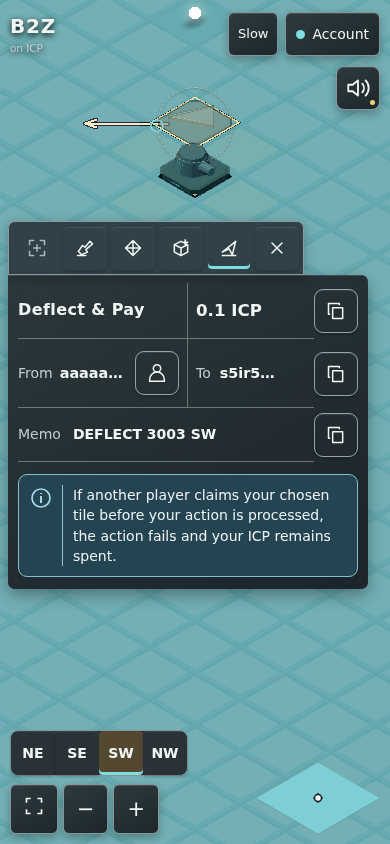 B2Z
on ICP
Slow
Account
Deflect & Pay
0.1 ICP
From aaaaa...
To s5ir5...
Memo DEFLECT 3003 SW
If another player claims your chosen
tile before your action is processed,
the action fails and your ICP remains
spent.
NE SE SW NW